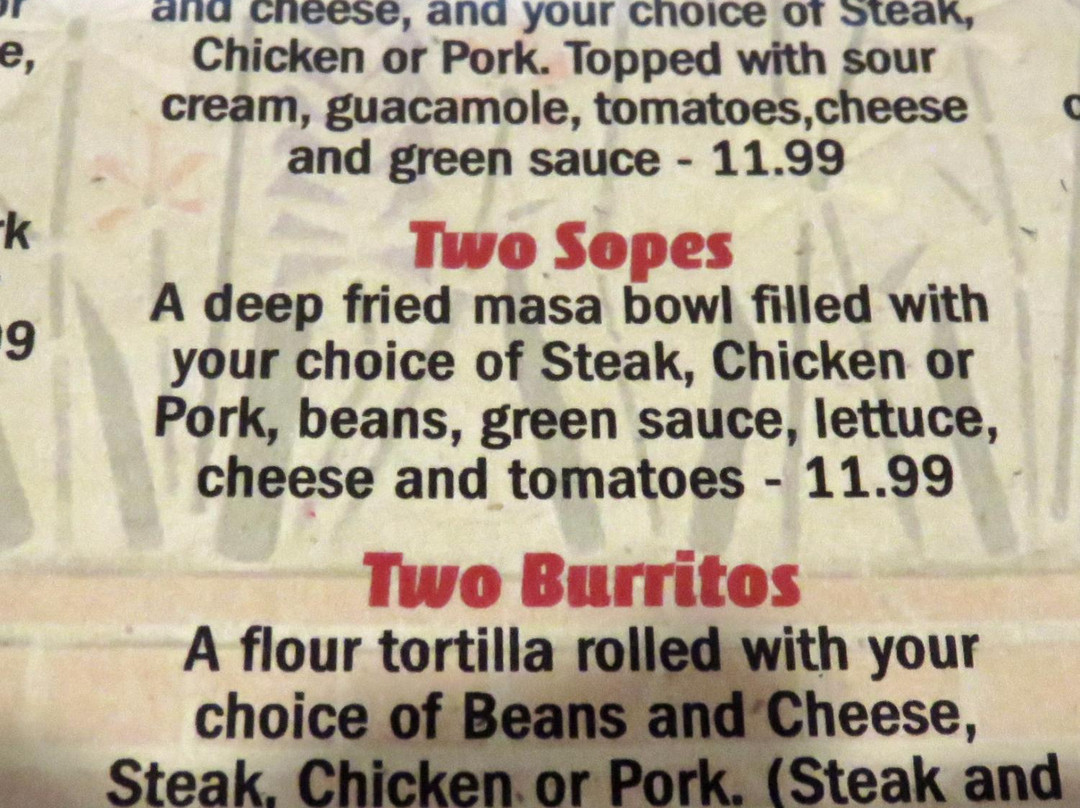 and cheese, and your choice of Steak,
Chicken or Pork. Topped with sour
cream, guacamole, tomatoes,cheese
and green sauce - 11.99
Two Sopes
A deep fried masa bowl filled with
your choice of Steak, Chicken or
Pork, beans, green sauce, lettuce,
cheese and tomatoes - 11.99
Two Burritos
A flour tortilla rolled with your
choice of Beans and Cheese,
Steak, Chicken or Pork. (Steak and